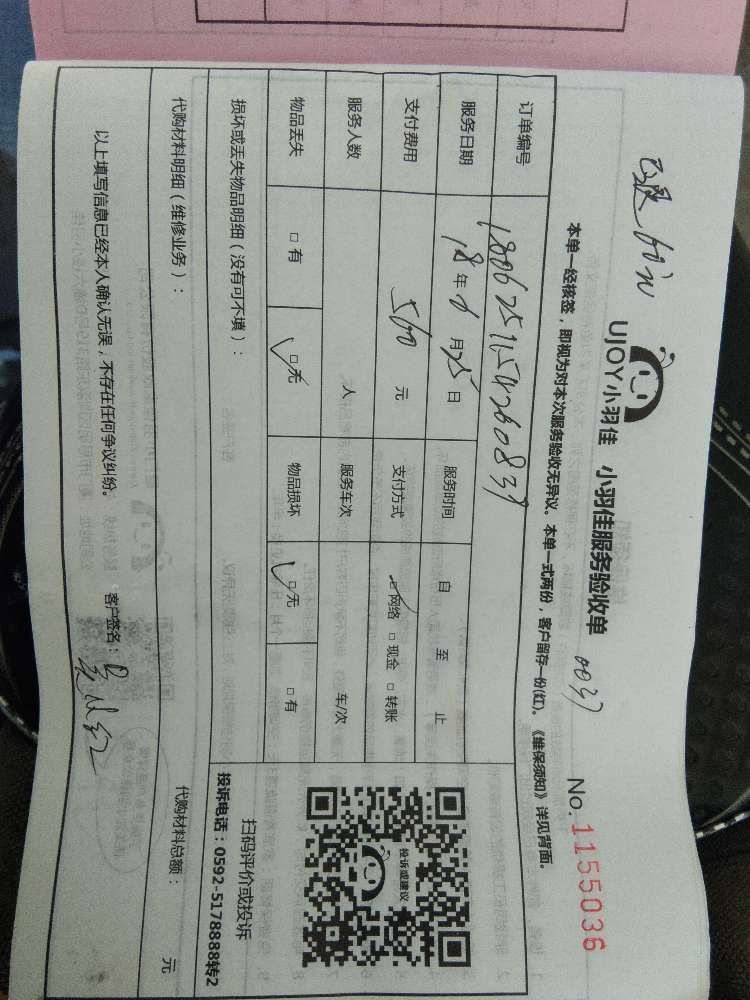 UJOY小羽佳 小羽佳服务验收单 0037 No. 1155036
本单一经核签，即视为对本次服务验收无异议。本单一式两份，客户留存一份(红)。《维保须知》详见背面。
订单编号
服务日期 18年6月25日 服务时间 自 至 止
支付费用 500 元 支付方式 □网络 □现金 □转账
服务人数 人 服务车次 车/次
物品丢失 □有 □无 物品损坏 □无 □有
损坏或丢失物品明细（没有可不填）：
投诉或建议
扫码评价或投诉
投诉电话：0592-5178888转2
代购材料明细（维修业务）： 代购材料总额： 元
以上填写信息已经本人确认无误，不存在任何争议纠纷。 客户签名：